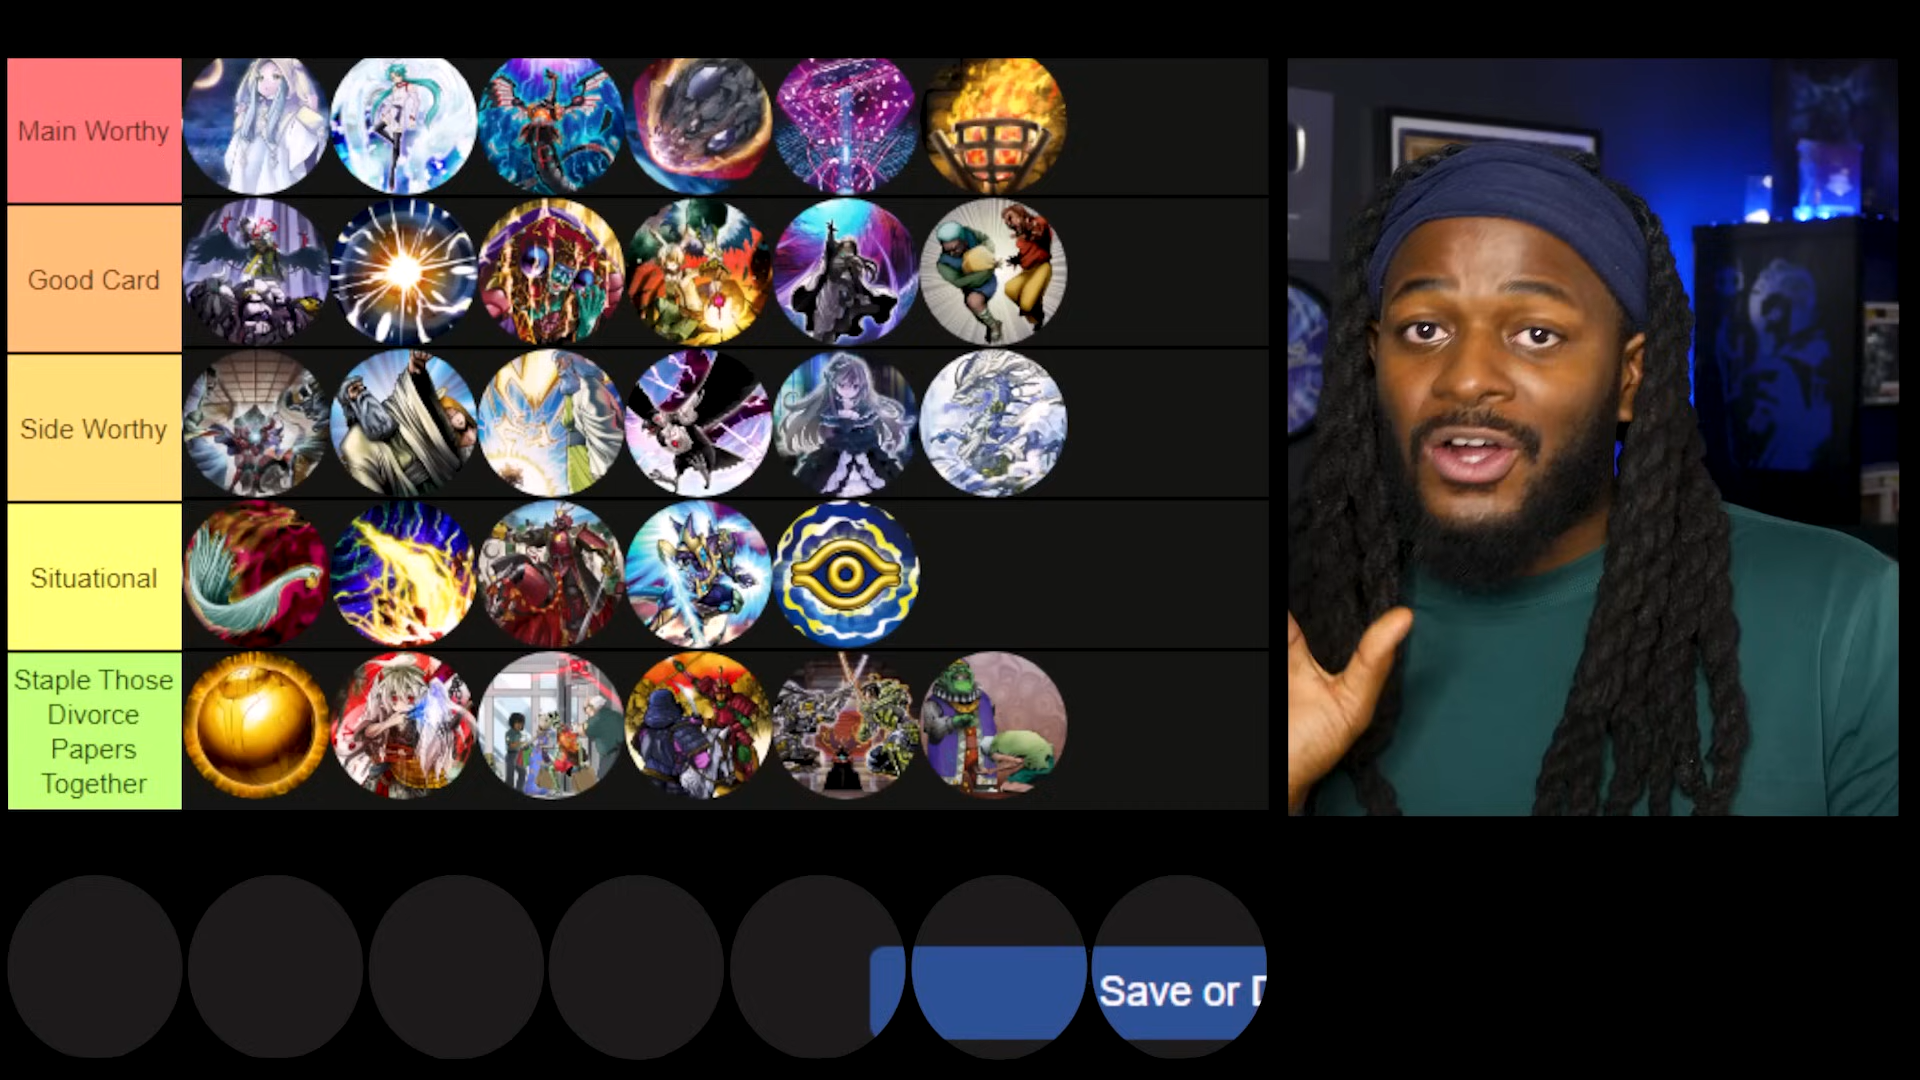 Main Worthy
Good Card
Side Worthy
Situational
Staple Those
Divorce
Papers
Together
Save or D